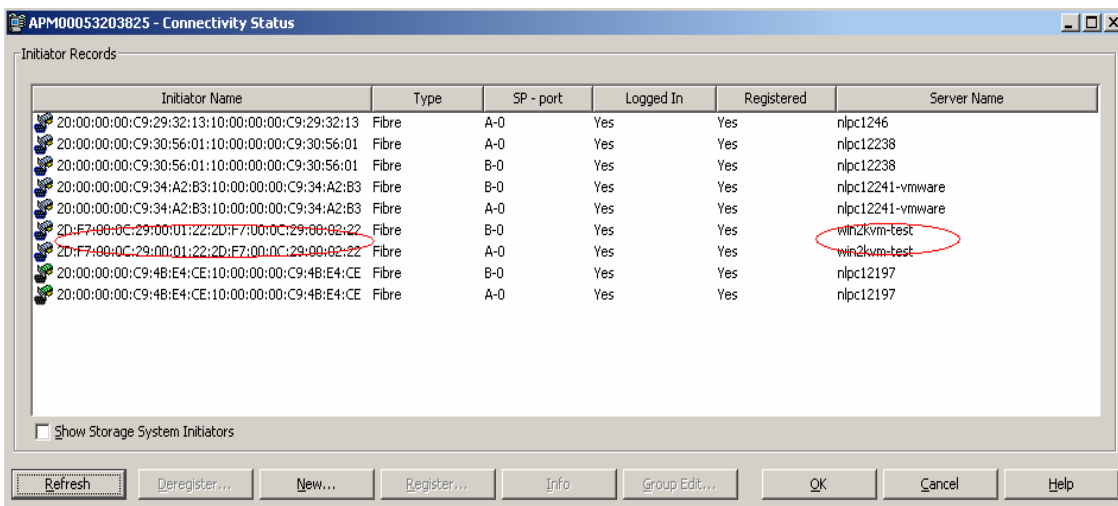 APM00053203825 - Connectivity Status
Initiator Records
Initiator Name Type SP - port Logged In Registered Server Name
20:00:00:00:C9:29:32:13:10:00:00:00:C9:29:32:13 Fibre A-0 Yes Yes nlpc1246
20:00:00:00:C9:30:56:01:10:00:00:00:C9:30:56:01 Fibre A-0 Yes Yes nlpc12238
20:00:00:00:C9:30:56:01:10:00:00:00:C9:30:56:01 Fibre B-0 Yes Yes nlpc12238
20:00:00:00:C9:34:A2:B3:10:00:00:00:C9:34:A2:B3 Fibre B-0 Yes Yes nlpc12241-vmware
20:00:00:00:C9:34:A2:B3:10:00:00:00:C9:34:A2:B3 Fibre A-0 Yes Yes nlpc12241-vmware
2D:F7:00:0C:29:00:01:22:2D:F7:00:0C:29:00:02:22 Fibre B-0 Yes Yes win2kvm-test
2D:F7:00:0C:29:00:01:22:2D:F7:00:0C:29:00:02:22 Fibre A-0 Yes Yes win2kvm-test
20:00:00:00:C9:4B:E4:CE:10:00:00:00:C9:4B:E4:CE Fibre B-0 Yes Yes nlpc12197
20:00:00:00:C9:4B:E4:CE:10:00:00:00:C9:4B:E4:CE Fibre A-0 Yes Yes nlpc12197
Show Storage System Initiators
Refresh Deregister... New... Register... Info Group Edit... OK Cancel Help